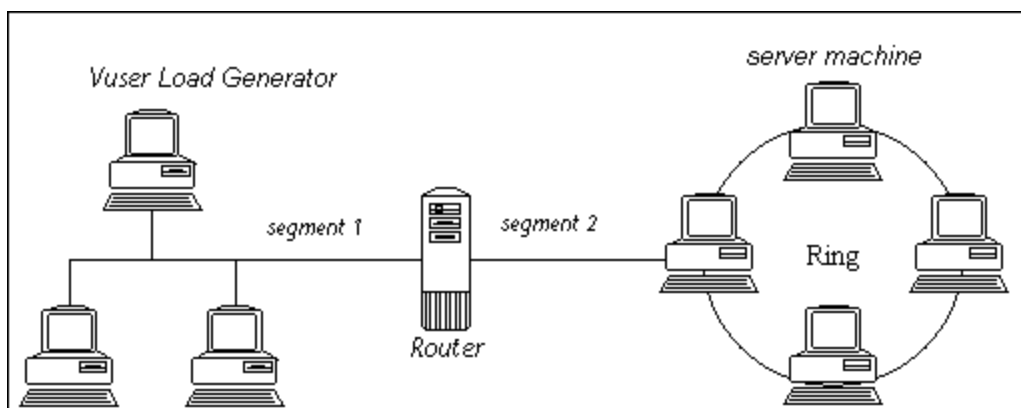 server machine
Vuser Load Generator
segment 1
segment 2
Ring
Router